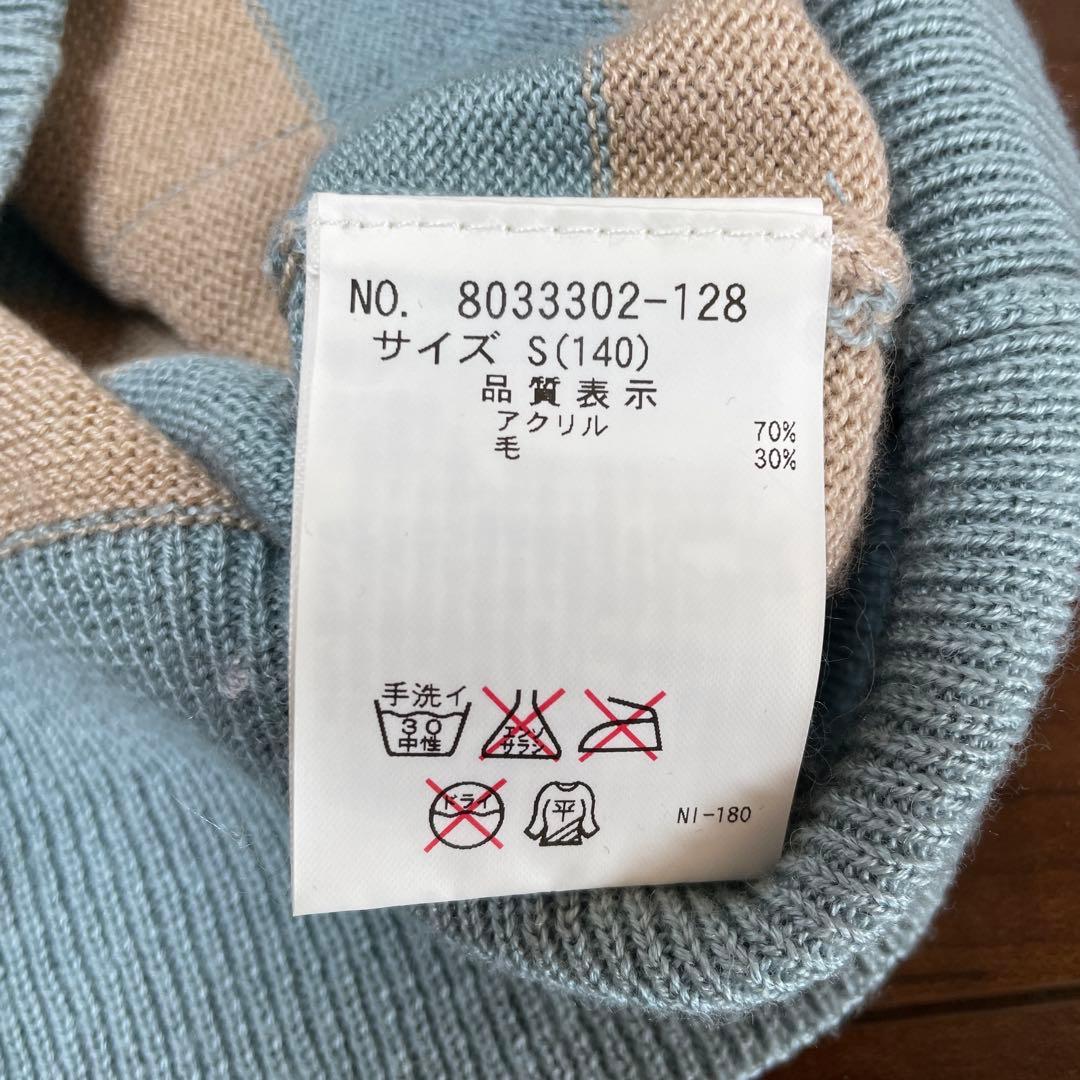 NO. 8033302-128
サイズ S(140)
品質表示
アクリル 70%
毛 30%
手洗イ
30
中性
エンソ
サラシ
ドライ
平
NI-180